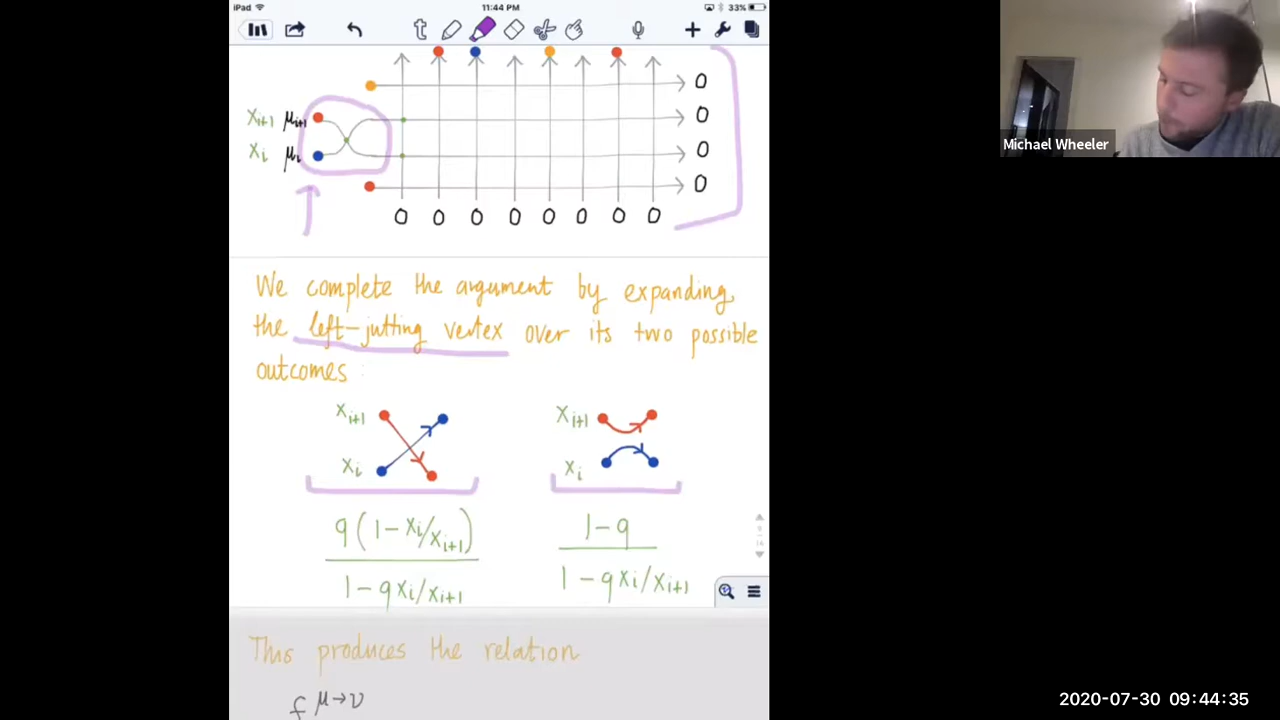 iPad 11:44 PM 33%
t
0
x_{i+1} μ_{i+1} 0
x_i μ_i 0
0
0 0 0 0 0 0 0 0
Michael Wheeler
We complete the argument by expanding
the left-jutting vertex over its two possible
outcomes :
x_{i+1} x_{i+1}
x_i x_i
q(1-x_i/x_{i+1}) 1-q
1-qx_i/x_{i+1} 1-qx_i/x_{i+1}
This produces the relation
f^{μ→ν}
2020-07-30 09:44:35